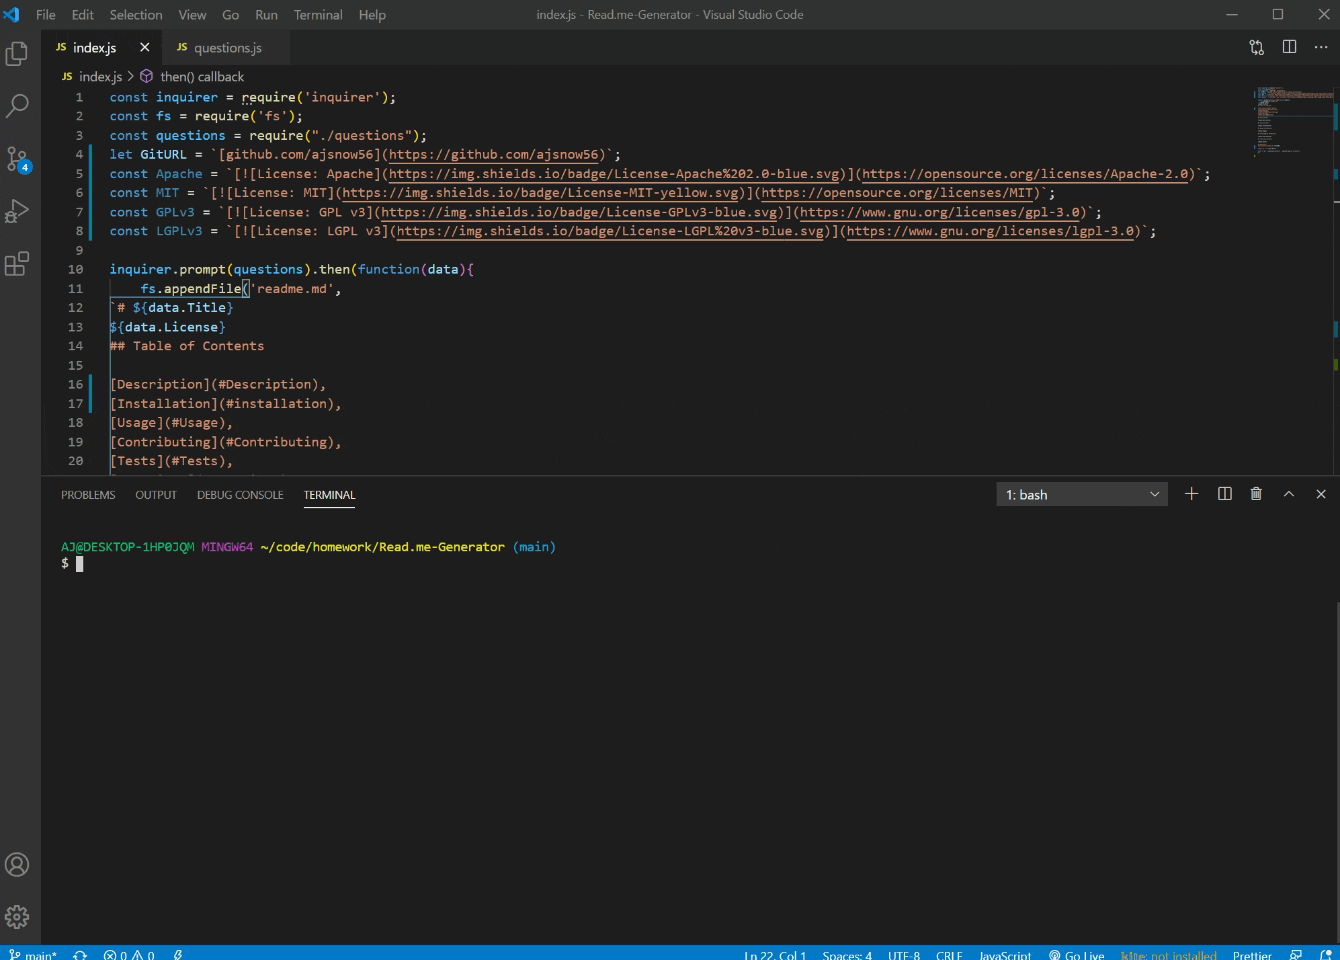 File Edit Selection View Go Run Terminal Help index.js - Read.me-Generator - Visual Studio Code
JS index.js JS questions.js
JS index.js > then() callback
1 const inquirer = require('inquirer');
2 const fs = require('fs');
3 const questions = require("./questions");
4 let GitURL = `[github.com/ajsnow56](https://github.com/ajsnow56)`;
5 const Apache = `[![License: Apache](https://img.shields.io/badge/License-Apache%202.0-blue.svg)](https://opensource.org/licenses/Apache-2.0)`;
6 const MIT = `[![License: MIT](https://img.shields.io/badge/License-MIT-yellow.svg)](https://opensource.org/licenses/MIT)`;
7 const GPLv3 = `[![License: GPL v3](https://img.shields.io/badge/License-GPLv3-blue.svg)](https://www.gnu.org/licenses/gpl-3.0)`;
8 const LGPLv3 = `[![License: LGPL v3](https://img.shields.io/badge/License-LGPL%20v3-blue.svg)](https://www.gnu.org/licenses/lgpl-3.0)`;
9
10 inquirer.prompt(questions).then(function(data){
11 fs.appendFile('readme.md',
12 `# ${data.Title}
13 ${data.License}
14 ## Table of Contents
15
16 [Description](#Description),
17 [Installation](#installation),
18 [Usage](#Usage),
19 [Contributing](#Contributing),
20 [Tests](#Tests),
4
PROBLEMS OUTPUT DEBUG CONSOLE TERMINAL 1: bash
AJ@DESKTOP-1HP0JQM MINGW64 ~/code/homework/Read.me-Generator (main)
$
main* 0 0 Ln 22, Col 1 Spaces: 4 UTF-8 CRLF JavaScript Go Live kite: not installed Prettier